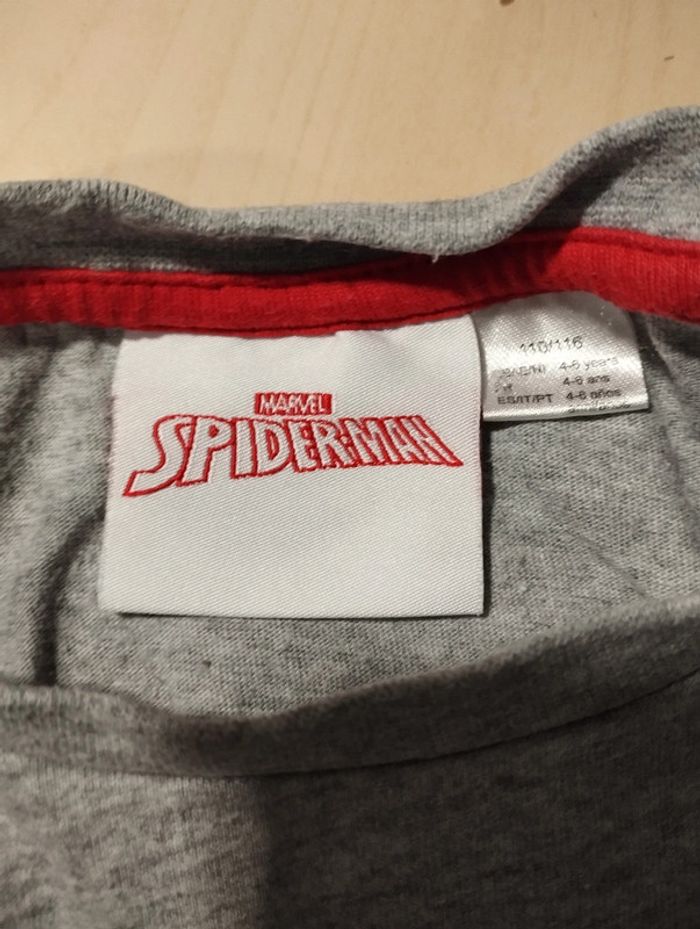 MARVEL
SPIDER-MAN
110/116
4-6 years
4-6 ans
ES/IT/PT 4-6 años